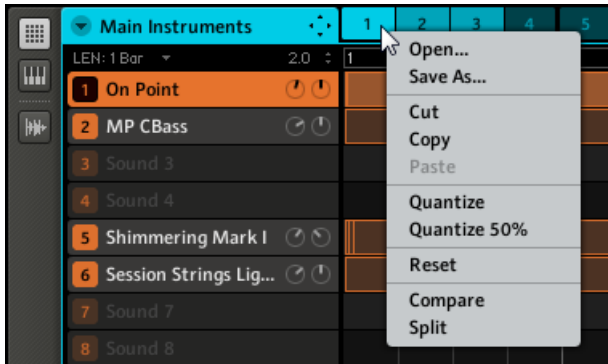 Main Instruments 1 2 3 4 5
LEN: 1 Bar 2.0 1
1 On Point
2 MP CBass
3 Sound 3
4 Sound 4
5 Shimmering Mark I
6 Session Strings Lig...
7 Sound 7
8 Sound 8
Open...
Save As...
Cut
Copy
Paste
Quantize
Quantize 50%
Reset
Compare
Split